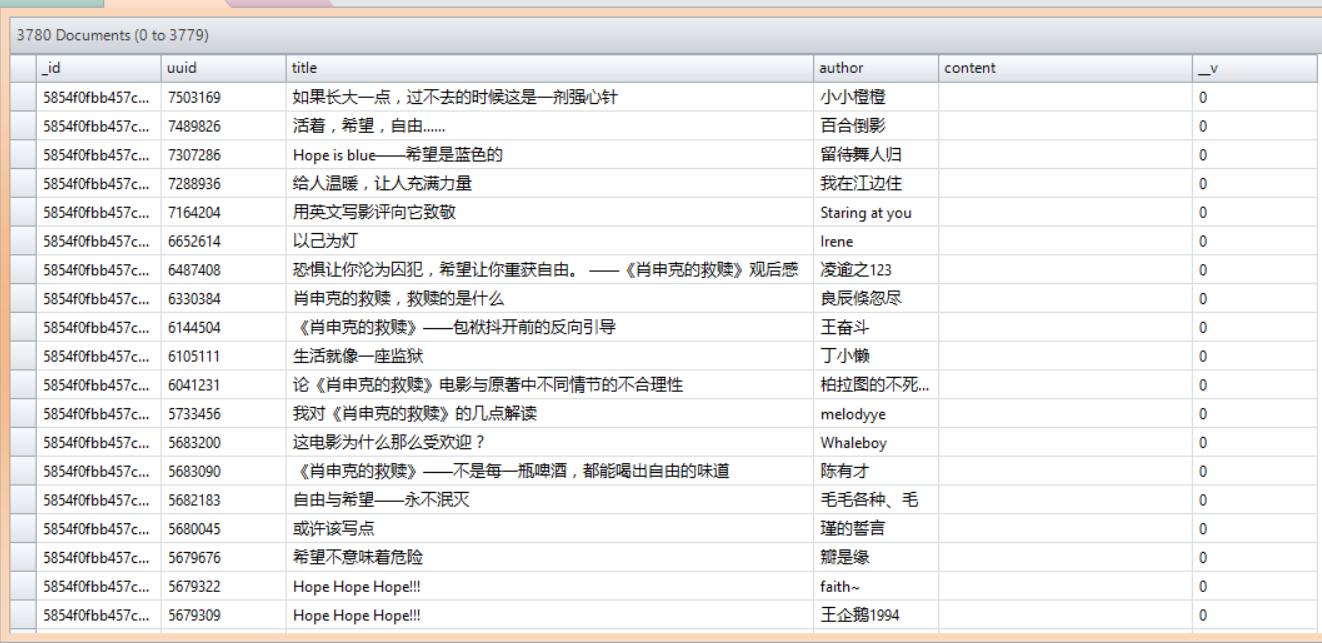 3780 Documents (0 to 3779)
_id uuid title author content __v
5854f0fbb457c... 7503169 如果长大一点，过不去的时候这是一剂强心针 小小橙橙 0
5854f0fbb457c... 7489826 活着，希望，自由...... 百合倒影 0
5854f0fbb457c... 7307286 Hope is blue——希望是蓝色的 留待舞人归 0
5854f0fbb457c... 7288936 给人温暖，让人充满力量 我在江边住 0
5854f0fbb457c... 7164204 用英文写影评向它致敬 Staring at you 0
5854f0fbb457c... 6652614 以己为灯 Irene 0
5854f0fbb457c... 6487408 恐惧让你沦为囚犯，希望让你重获自由。 ——《肖申克的救赎》观后感 凌逾之123 0
5854f0fbb457c... 6330384 肖申克的救赎，救赎的是什么 良辰倏忽尽 0
5854f0fbb457c... 6144504 《肖申克的救赎》——包袱抖开前的反向引导 王奋斗 0
5854f0fbb457c... 6105111 生活就像一座监狱 丁小懒 0
5854f0fbb457c... 6041231 论《肖申克的救赎》电影与原著中不同情节的不合理性 柏拉图的不死... 0
5854f0fbb457c... 5733456 我对《肖申克的救赎》的几点解读 melodyye 0
5854f0fbb457c... 5683200 这电影为什么那么受欢迎？ Whaleboy 0
5854f0fbb457c... 5683090 《肖申克的救赎》——不是每一瓶啤酒，都能喝出自由的味道 陈有才 0
5854f0fbb457c... 5682183 自由与希望——永不泯灭 毛毛各种、毛 0
5854f0fbb457c... 5680045 或许该写点 瑾的誓言 0
5854f0fbb457c... 5679676 希望不意味着危险 瓣是缘 0
5854f0fbb457c... 5679322 Hope Hope Hope!!! faith~ 0
5854f0fbb457c... 5679309 Hope Hope Hope!!! 王企鹅1994 0